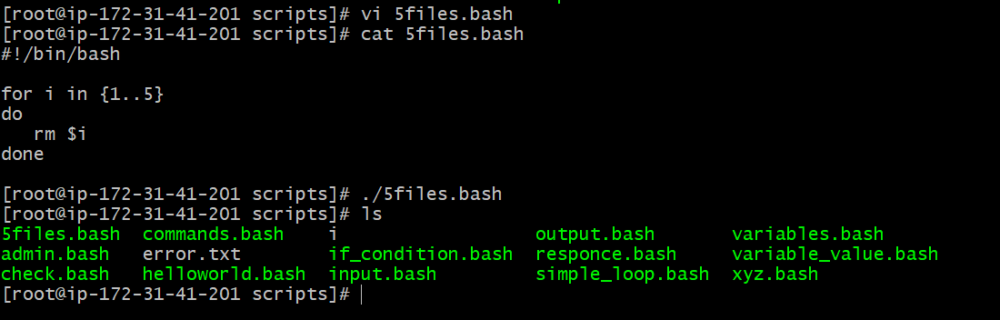 [root@ip-172-31-41-201 scripts]# vi 5files.bash
[root@ip-172-31-41-201 scripts]# cat 5files.bash
#!/bin/bash
for i in {1..5}
do
   rm $i
done
[root@ip-172-31-41-201 scripts]# ./5files.bash
[root@ip-172-31-41-201 scripts]# ls
5files.bash  commands.bash    i                  output.bash       variables.bash
admin.bash   error.txt        if_condition.bash  responce.bash     variable_value.bash
check.bash   helloworld.bash  input.bash         simple_loop.bash  xyz.bash
[root@ip-172-31-41-201 scripts]#